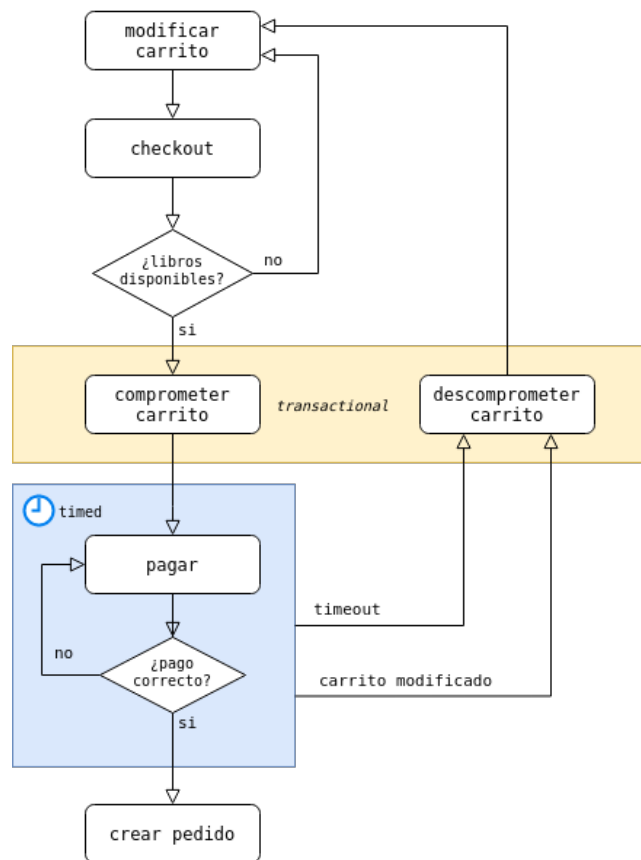 modificar
carrito
checkout
¿libros
disponibles?
no
si
comprometer
carrito
transactional
descomprometer
carrito
timed
pagar
timeout
no
¿pago
correcto?
carrito modificado
si
crear pedido